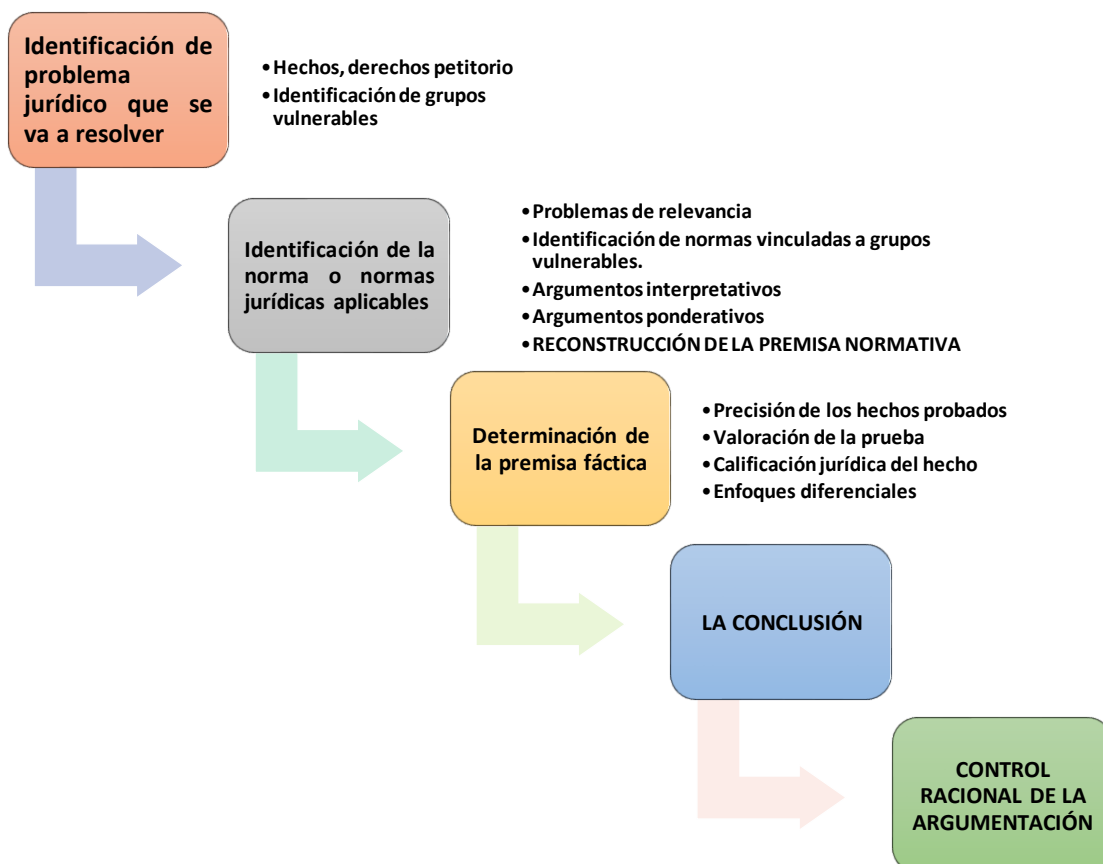 Identificación de
problema
jurídico que se
va a resolver
•Hechos, derechos petitorio
•Identificación de grupos
vulnerables
Identificación de la
norma o normas
jurídicas aplicables
•Problemas de relevancia
•Identificación de normas vinculadas a grupos
vulnerables.
•Argumentos interpretativos
•Argumentos ponderativos
•RECONSTRUCCIÓN DE LA PREMISA NORMATIVA
Determinación de
la premisa fáctica
•Precisión de los hechos probados
•Valoración de la prueba
•Calificación jurídica del hecho
•Enfoques diferenciales
LA CONCLUSIÓN
CONTROL
RACIONAL DE LA
ARGUMENTACIÓN